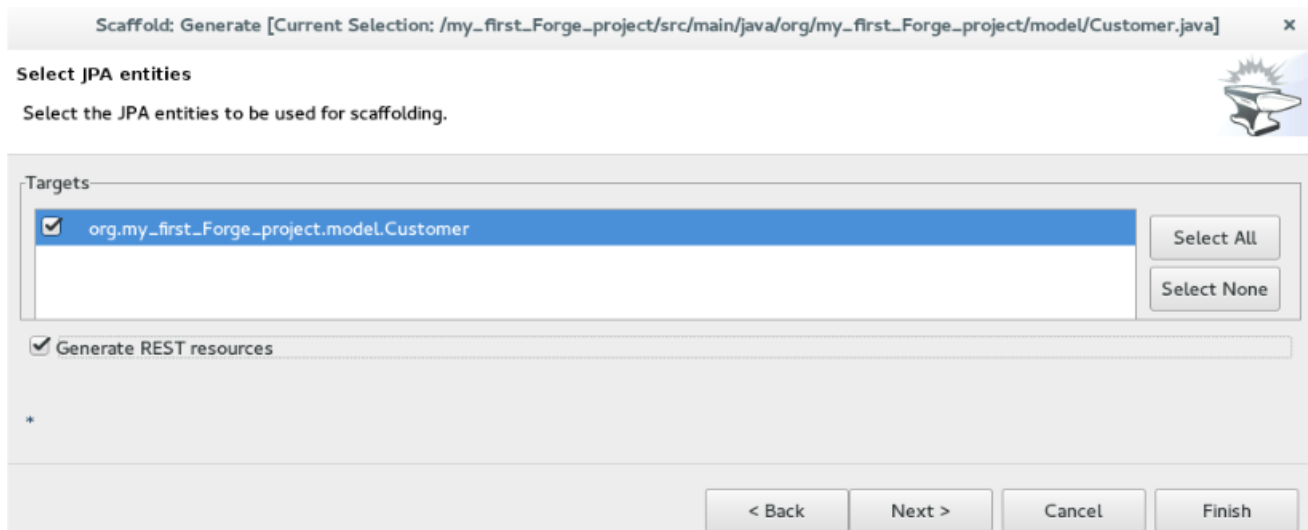 Scaffold: Generate [Current Selection: /my_first_Forge_project/src/main/java/org/my_first_Forge_project/model/Customer.java] ×
Select JPA entities
Select the JPA entities to be used for scaffolding.
Targets
org.my_first_Forge_project.model.Customer
Select All
Select None
Generate REST resources
*
< Back Next > Cancel Finish